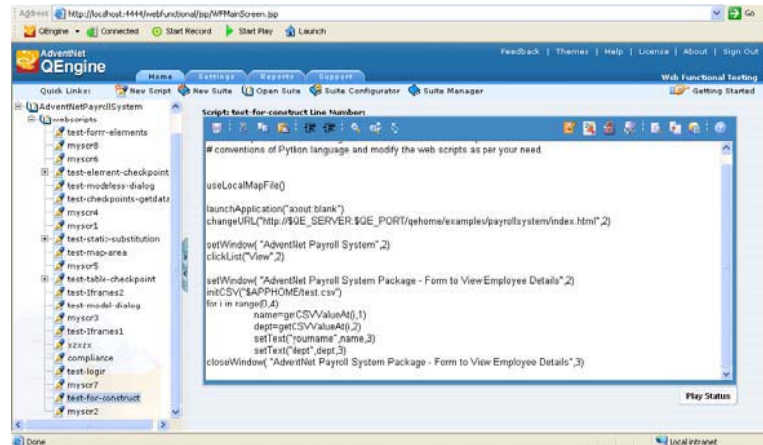 Address http://localhost:4444/webfunctional/jsp/WFMainScreen.jsp Go
QEngine Connected Start Record Start Play Launch
AdventNet
QEngine
Feedback | Themes | Help | License | About | Sign Out
Home Settings Reports Support Web Functional Testing
Quick Links: New Script New Suite Open Suite Suite Configurator Suite Manager Getting Started
AdventNetPayrollSystem
webscripts
test-form-elements
myscr8
myscr6
test-element-checkpoint
test-modeless-dialog
test-checkpoints-getdata
myscr4
myscr1
test-static-substitution
test-map-area
myscr5
test-table-checkpoint
test-Iframes2
test-modal-dialog
myscr3
test-Iframes1
xzxzx
compliance
test-login
myscr7
test-for-construct
myscr2
Script: test-for-construct Line Number:
# conventions of Python language and modify the web scripts as per your need.
useLocalMapFile()
launchApplication("about:blank")
changeURL("http://$QE_SERVER:$QE_PORT/qehome/examples/payrollsystem/index.html",2)
setWindow( "AdventNet Payroll System",2)
clickList("View",2)
setWindow( "AdventNet Payroll System Package - Form to View Employee Details",2)
initCSV("$APPHOME/test.csv")
for i in range(0,4):
name=getCSVValueAt(i,1)
dept=getCSVValueAt(i,2)
setText("yourname",name,3)
setText("dept",dept,3)
closeWindow( "AdventNet Payroll System Package - Form to View Employee Details",3)
Play Status
Done Local intranet